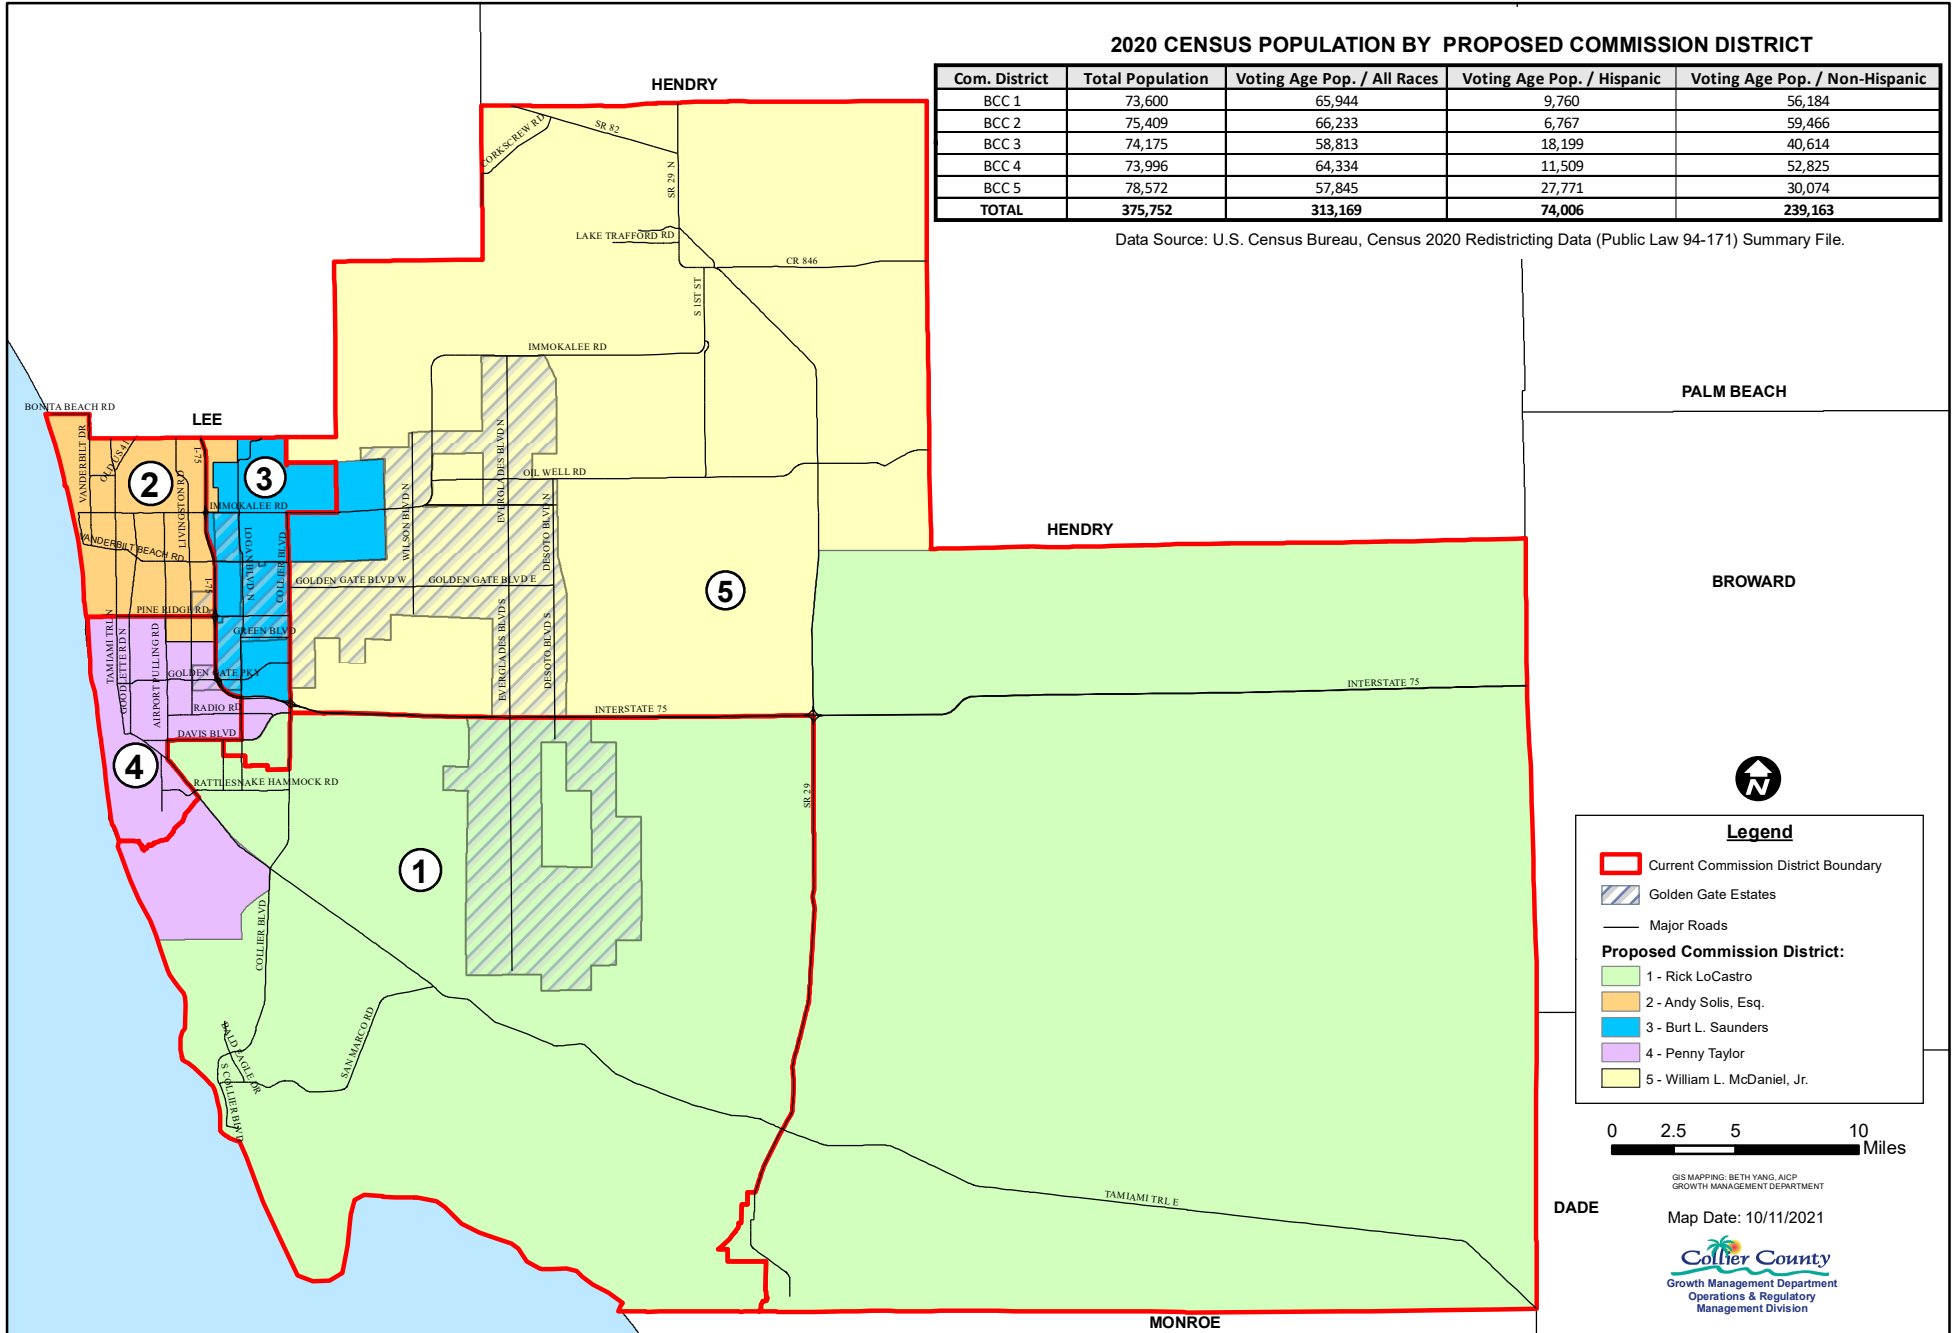 2020 CENSUS POPULATION BY PROPOSED COMMISSION DISTRICT
Com. District Total Population Voting Age Pop. / All Races Voting Age Pop. / Hispanic Voting Age Pop. / Non-Hispanic
BCC 1 73,600 65,944 9,760 56,184
BCC 2 75,409 66,233 6,767 59,466
BCC 3 74,175 58,813 18,199 40,614
BCC 4 73,996 64,334 11,509 52,825
BCC 5 78,572 57,845 27,771 30,074
TOTAL 375,752 313,169 74,006 239,163
Data Source: U.S. Census Bureau, Census 2020 Redistricting Data (Public Law 94-171) Summary File.
HENDRY
CORKSCREW RD
SR 82
SR 29 N
LAKE TRAFFORD RD
CR 846
S 1ST ST
IMMOKALEE RD
PALM BEACH
BONITA BEACH RD
LEE
VANDERBILT DR
OLD US 41
LIVINGSTON RD
I-75
2
3
IMMOKALEE RD
VANDERBILT BEACH RD
LOGAN BLVD N
COLLIER BLVD
WILSON BLVD N
EVERGLADES BLVD N
OIL WELL RD
DESOTO BLVD N
HENDRY
GOLDEN GATE BLVD W
GOLDEN GATE BLVD E
5
BROWARD
I-75
PINE RIDGE RD
TAMIAMI TRL N
GOODLETTE RD N
AIRPORT PULLING RD
GREEN BLVD
GOLDEN GATE PKY
EVERGLADES BLVD S
DESOTO BLVD S
RADIO RD
DAVIS BLVD
INTERSTATE 75
INTERSTATE 75
4
RATTLESNAKE HAMMOCK RD
SR 29
1
COLLIER BLVD
SAN MARCO RD
BALD EAGLE DR
S COLLIER BLVD
TAMIAMI TRL E
DADE
MONROE
N
Legend
Current Commission District Boundary
Golden Gate Estates
Major Roads
Proposed Commission District:
1 - Rick LoCastro
2 - Andy Solis, Esq.
3 - Burt L. Saunders
4 - Penny Taylor
5 - William L. McDaniel, Jr.
0 2.5 5 10
Miles
GIS MAPPING: BETH YANG, AICP
GROWTH MANAGEMENT DEPARTMENT
Map Date: 10/11/2021
Collier County
Growth Management Department
Operations & Regulatory
Management Division